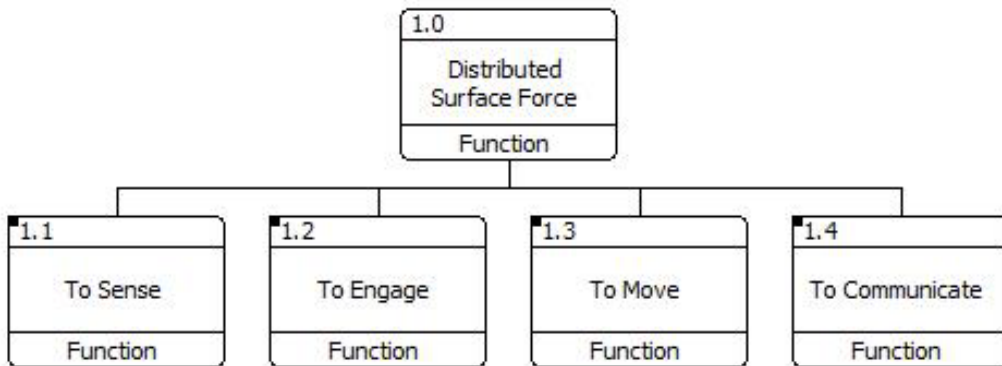 1.0
Distributed
Surface Force
Function
1.1
To Sense
Function
1.2
To Engage
Function
1.3
To Move
Function
1.4
To Communicate
Function